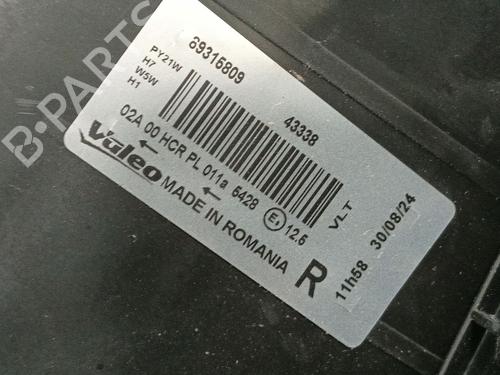 B-PARTS
89316809
43338
PY21W
H7
W5W
H1
02A 00 HCR PL 011a 5428 E1 12.5
VLT
Valeo MADE IN ROMANIA
R
11h58 30/08/24